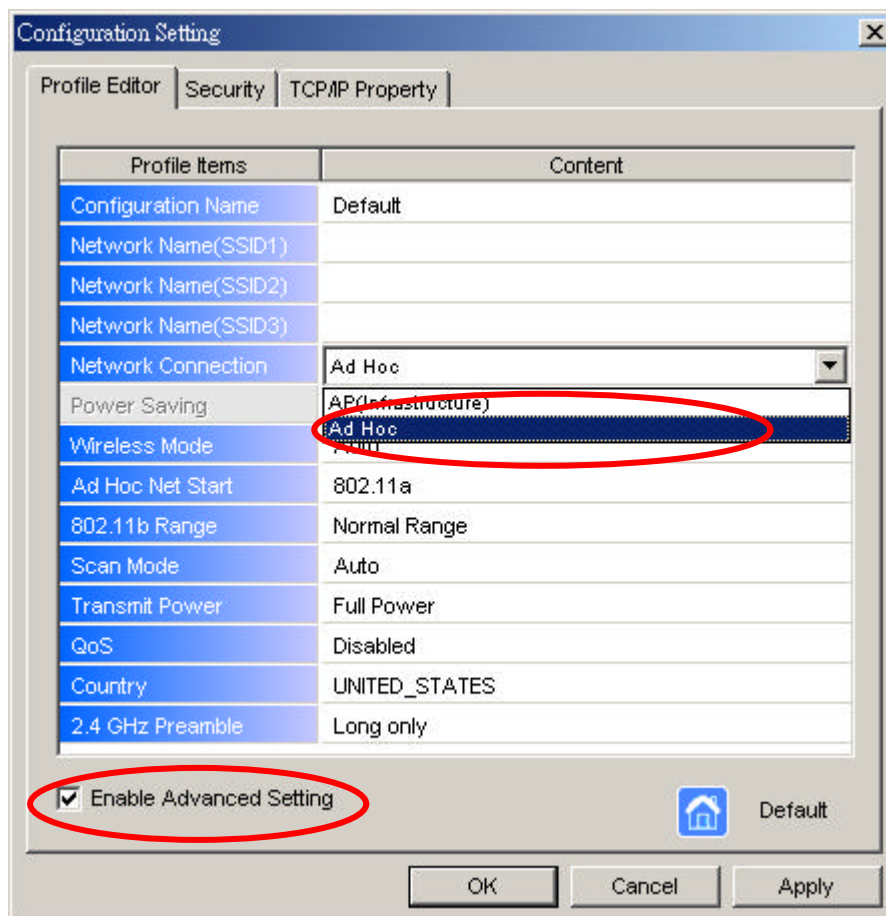 Configuration Setting
Profile Editor Security TCP/IP Property
Profile Items Content
Configuration Name Default
Network Name(SSID1)
Network Name(SSID2)
Network Name(SSID3)
Network Connection Ad Hoc
AP(Infrastructure)
Power Saving
Ad Hoc
Wireless Mode Auto
Ad Hoc Net Start 802.11a
802.11b Range Normal Range
Scan Mode Auto
Transmit Power Full Power
QoS Disabled
Country UNITED_STATES
2.4 GHz Preamble Long only
Enable Advanced Setting
Default
OK Cancel Apply